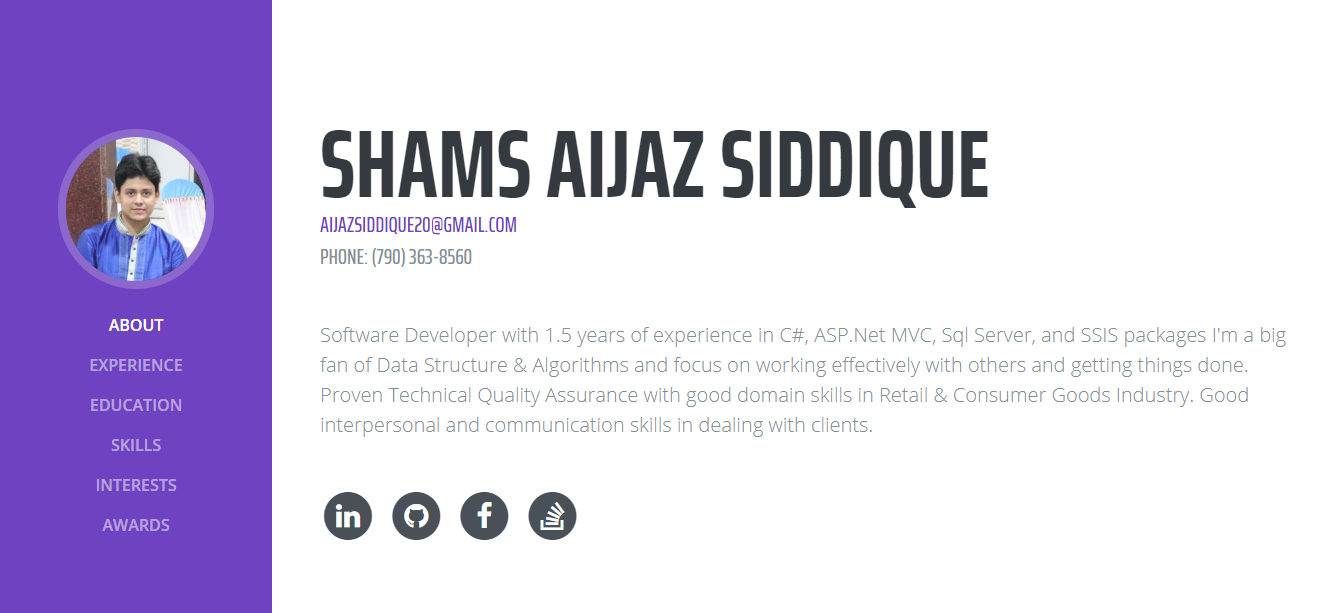 ABOUT
EXPERIENCE
EDUCATION
SKILLS
INTERESTS
AWARDS
SHAMS AIJAZ SIDDIQUE
AIJAZSIDDIQUE20@GMAIL.COM
PHONE: (790) 363-8560
Software Developer with 1.5 years of experience in C#, ASP.Net MVC, Sql Server, and SSIS packages I'm a big
fan of Data Structure & Algorithms and focus on working effectively with others and getting things done.
Proven Technical Quality Assurance with good domain skills in Retail & Consumer Goods Industry. Good
interpersonal and communication skills in dealing with clients.
in
f